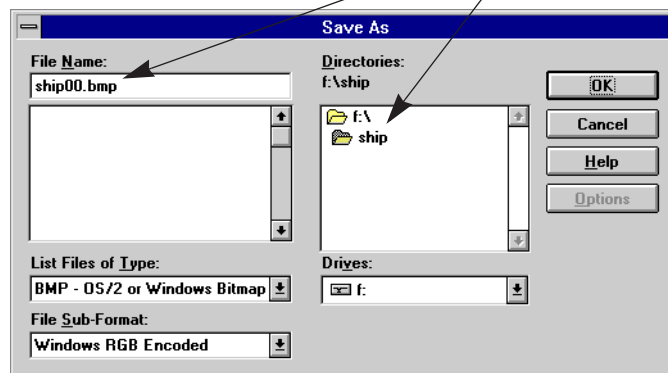 Save As
File Name:
ship00.bmp
Directories:
f:\ship
f:\
ship
OK
Cancel
Help
Options
List Files of Type:
BMP - OS/2 or Windows Bitmap
Drives:
f:
File Sub-Format:
Windows RGB Encoded